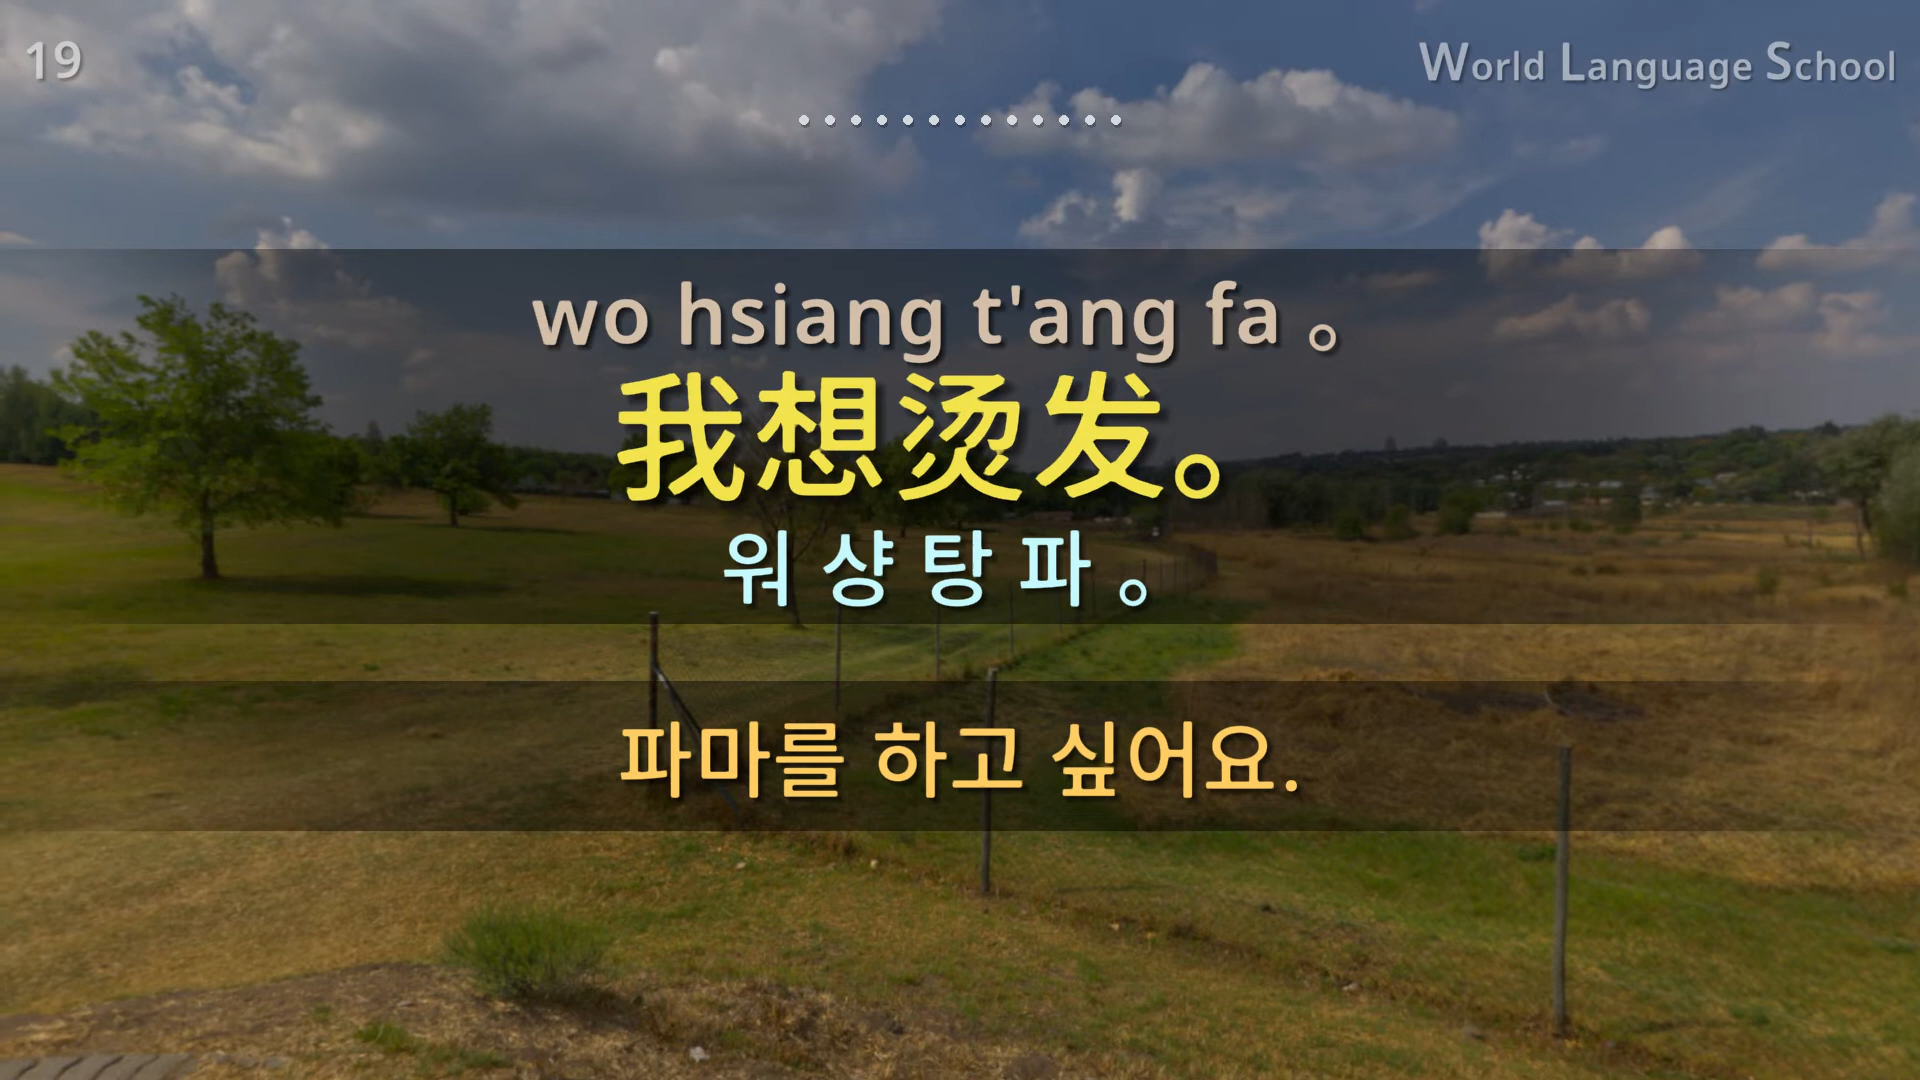 19
World Language School
wo hsiang t'ang fa 。
我想烫发。
워 샹 탕 파 。
파마를 하고 싶어요.